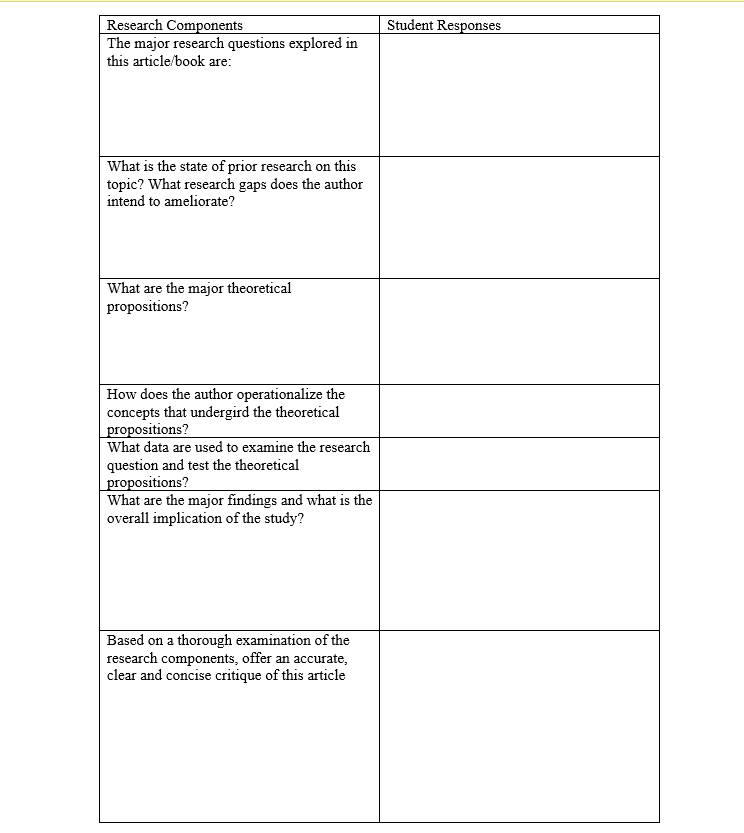 Research Components
Student Responses
The major research questions explored in
this article/book are:
What is the state of prior research on this
topic? What research gaps does the author
intend to ameliorate?
What are the major theoretical
propositions?
How does the author operationalize the
concepts that undergird the theoretical
propositions?
What data are used to examine the research
question and test the theoretical
propositions?
What are the major findings and what is the
overall implication of the study?
Based on a thorough examination of the
research components, offer an accurate,
clear and concise critique of this article